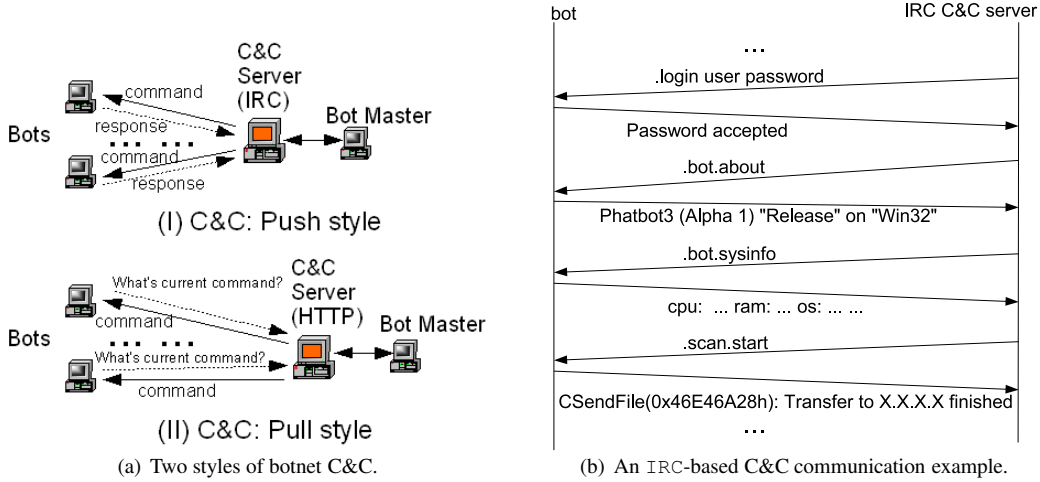 C&C
Server
(IRC)
command
response
Bot Master
Bots
... ...
command
response
(I) C&C: Push style
What's current command?
C&C
Server
(HTTP)
command
Bot Master
Bots
... ...
What's current command?
command
(II) C&C: Pull style
(a) Two styles of botnet C&C.
bot
IRC C&C server
...
.login user password
Password accepted
.bot.about
Phatbot3 (Alpha 1) "Release" on "Win32"
.bot.sysinfo
cpu: ... ram: ... os: ... ...
.scan.start
CSendFile(0x46E46A28h): Transfer to X.X.X.X finished
...
(b) An IRC-based C&C communication example.